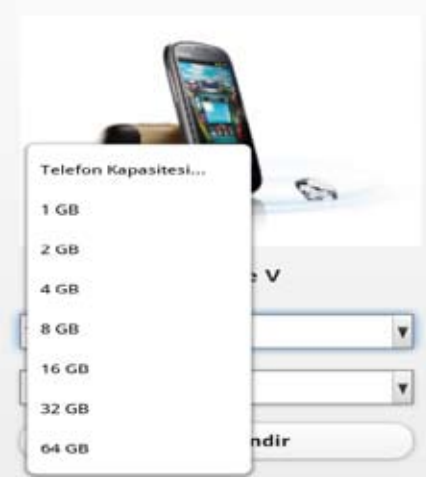 Telefon Kapasitesi...
1 GB
2 GB
e V
4 GB
8 GB
16 GB
32 GB
ndir
64 GB